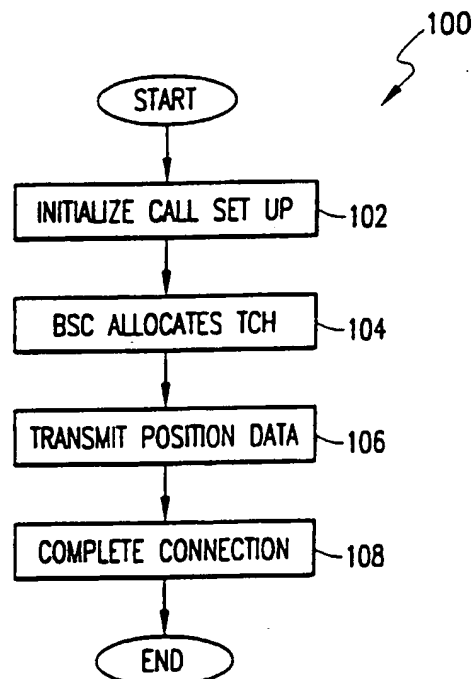 100
START
INITIALIZE CALL SET UP 102
BSC ALLOCATES TCH 104
TRANSMIT POSITION DATA 106
COMPLETE CONNECTION 108
END